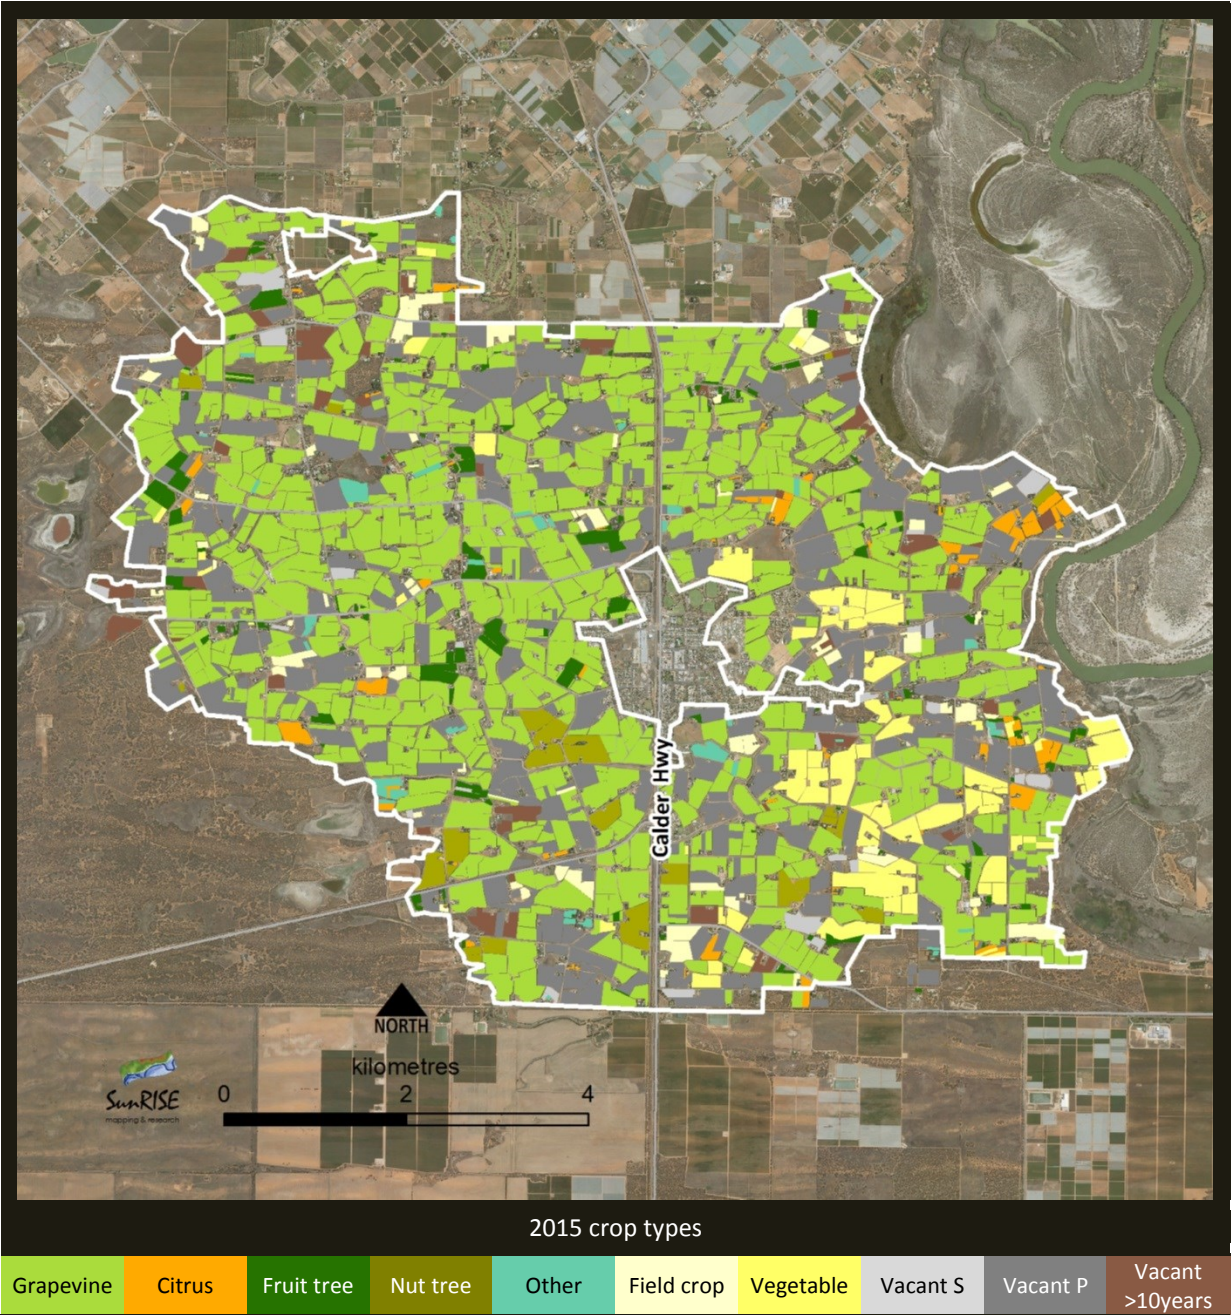 Calder Hwy
NORTH
kilometres
0 2 4
SunRISE
mapping & research
2015 crop types
Grapevine Citrus Fruit tree Nut tree Other Field crop Vegetable Vacant S Vacant P Vacant
>10years